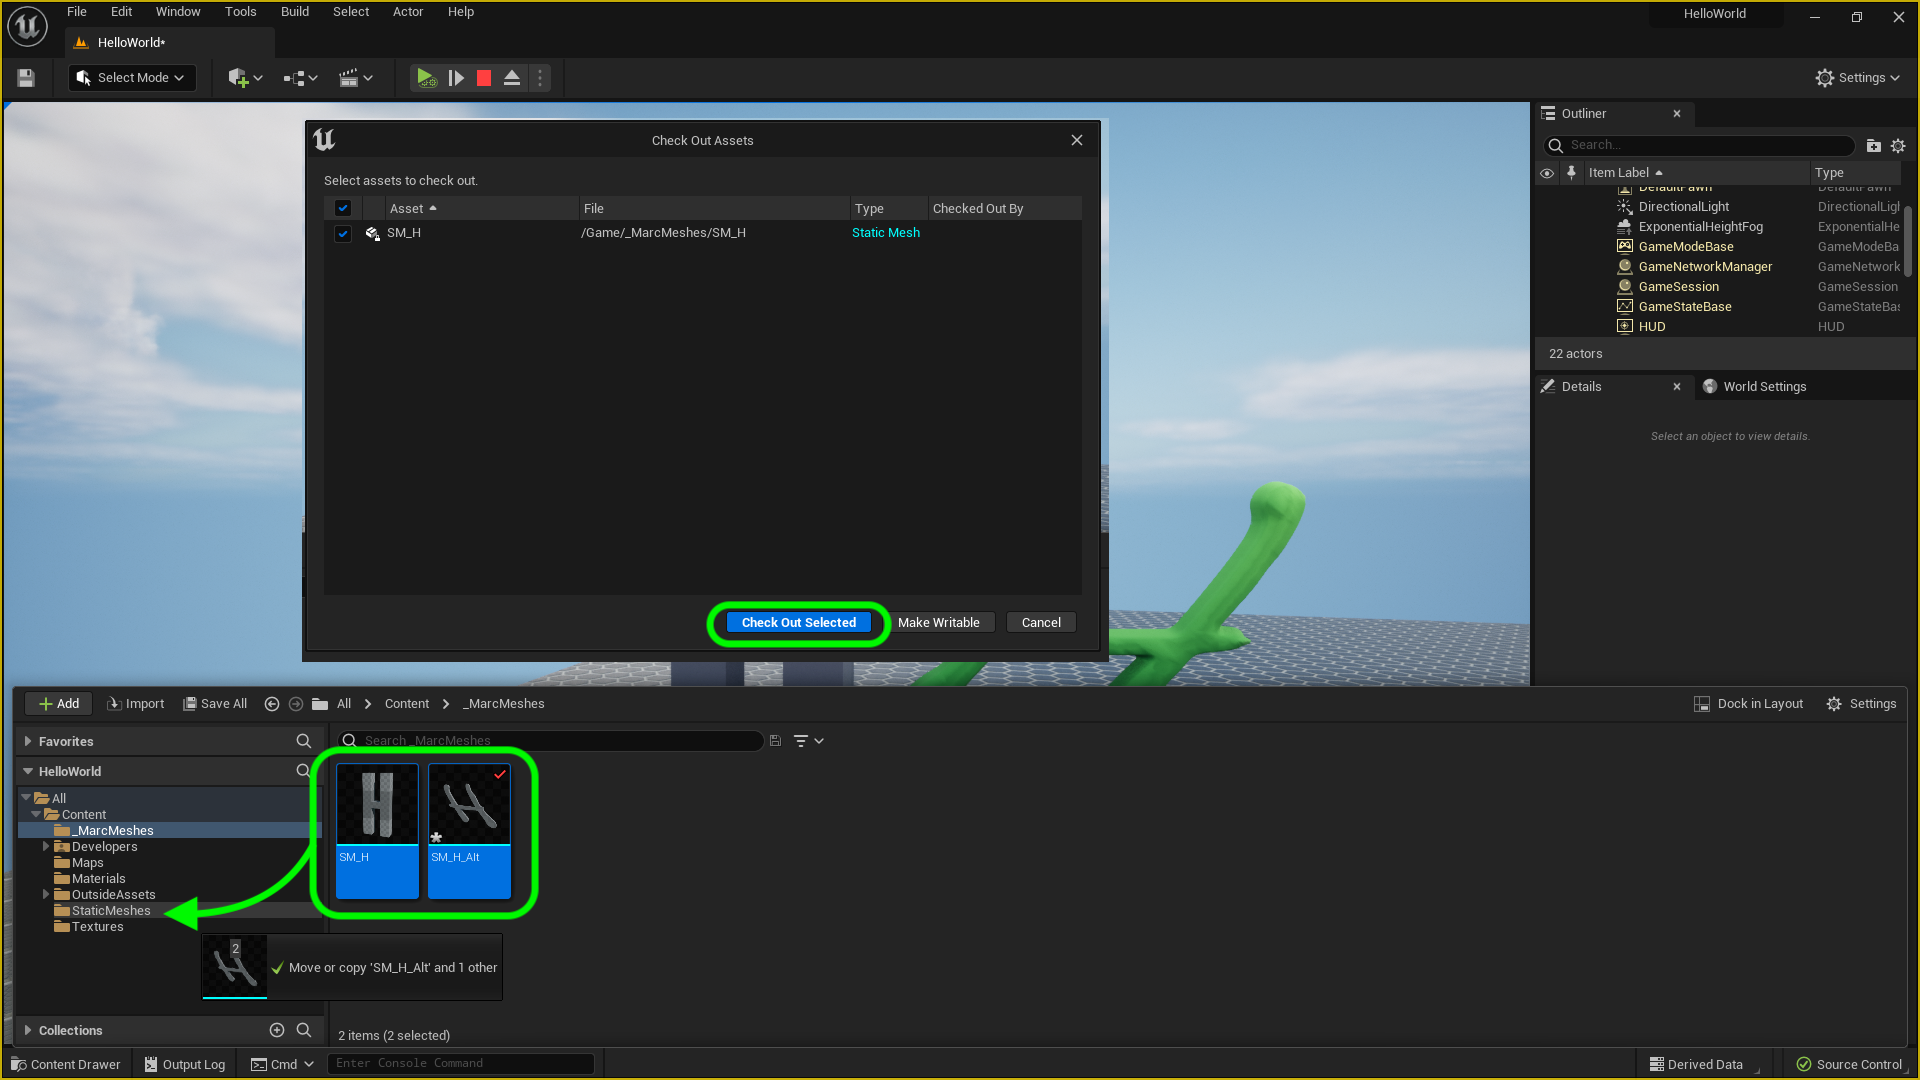 File Edit Window Tools Build Select Actor Help
HelloWorld
HelloWorld*
Select Mode
Settings
Outliner
Search...
Item Label Type
DefaultPawn DefaultPawn
DirectionalLight DirectionalLigh
ExponentialHeightFog ExponentialHe
GameModeBase GameModeBa
GameNetworkManager GameNetwork
GameSession GameSession
GameStateBase GameStateBas
HUD HUD
22 actors
Details World Settings
Select an object to view details.
Check Out Assets
Select assets to check out.
Asset File Type Checked Out By
SM_H /Game/_MarcMeshes/SM_H Static Mesh
Check Out Selected Make Writable Cancel
Add Import Save All All Content _MarcMeshes
Dock in Layout Settings
Favorites
Search _MarcMeshes
HelloWorld
All
Content
_MarcMeshes
Developers
Maps
Materials
OutsideAssets
StaticMeshes
Textures
SM_H SM_H_Alt
2
Move or copy 'SM_H_Alt' and 1 other
Collections
2 items (2 selected)
Content Drawer Output Log Cmd Enter Console Command
Derived Data Source Control